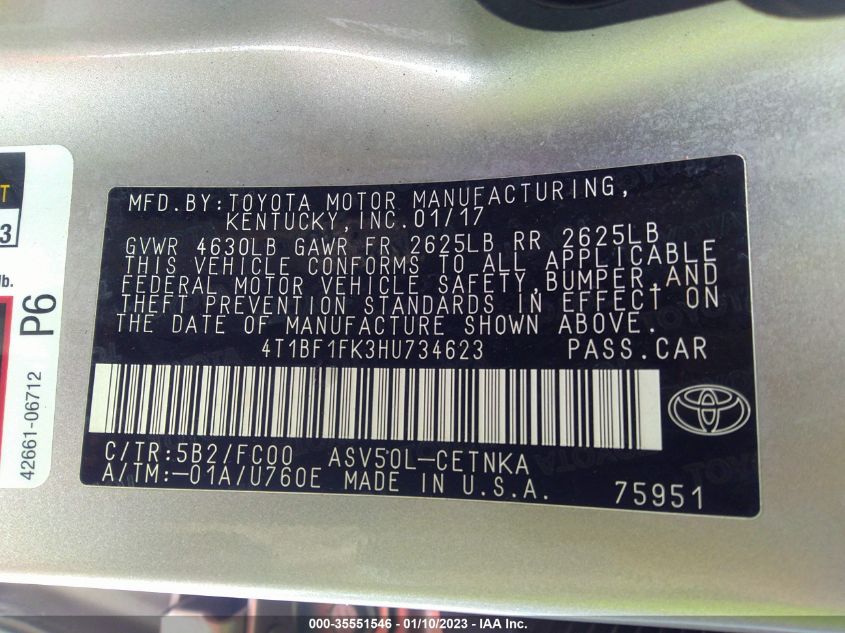 MFD.BY:TOYOTA MOTOR MANUFACTURING,
KENTUCKY,INC.01/17
GVWR 4630LB GAWR FR 2625LB RR 2625LB
THIS VEHICLE CONFORMS TO ALL APPLICABLE
FEDERAL MOTOR VEHICLE SAFETY,BUMPER,AND
THEFT PREVENTION STANDARDS IN EFFECT ON
THE DATE OF MANUFACTURE SHOWN ABOVE.
4T1BF1FK3HU734623 PASS.CAR
C/TR:5B2/FC00 ASV50L-CETNKA
A/TM:-01A/U760E MADE IN U.S.A. 75951
P6
42661-06712
000-35551546 - 01/10/2023 - IAA Inc.